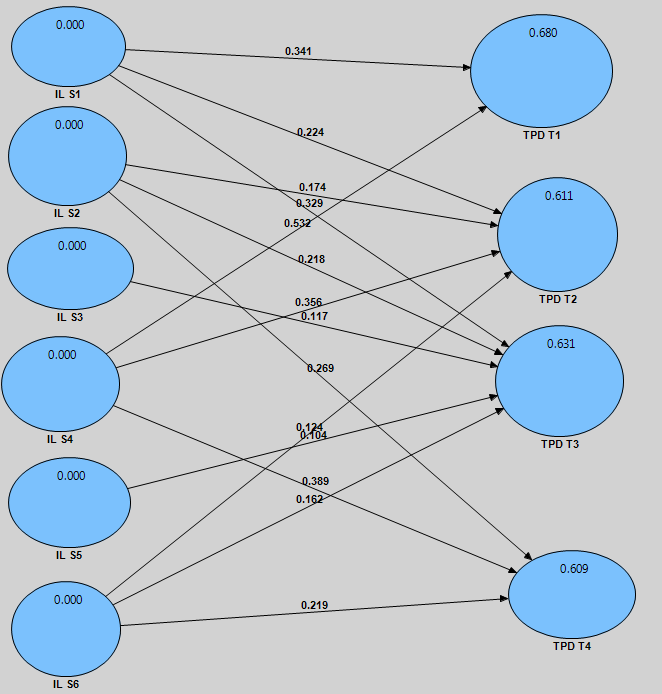 0.000
IL S1
0.000
IL S2
0.000
IL S3
0.000
IL S4
0.000
IL S5
0.000
IL S6
0.341
0.224
0.174
0.329
0.532
0.218
0.356
0.117
0.269
0.124
0.104
0.389
0.162
0.219
0.680
TPD T1
0.611
TPD T2
0.631
TPD T3
0.609
TPD T4